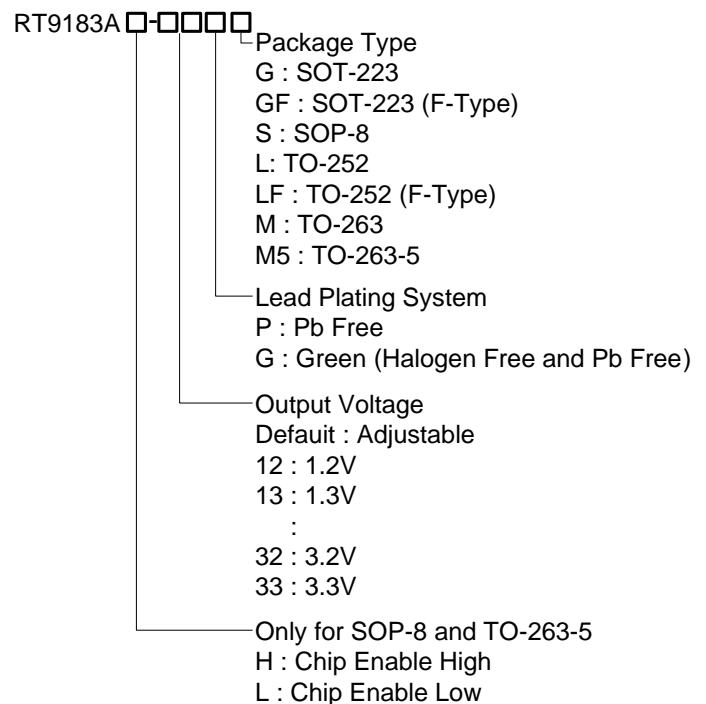 RT9183A □-□□□□
Package Type
G : SOT-223
GF : SOT-223 (F-Type)
S : SOP-8
L: TO-252
LF : TO-252 (F-Type)
M : TO-263
M5 : TO-263-5
Lead Plating System
P : Pb Free
G : Green (Halogen Free and Pb Free)
Output Voltage
Defauit : Adjustable
12 : 1.2V
13 : 1.3V
:
32 : 3.2V
33 : 3.3V
Only for SOP-8 and TO-263-5
H : Chip Enable High
L : Chip Enable Low